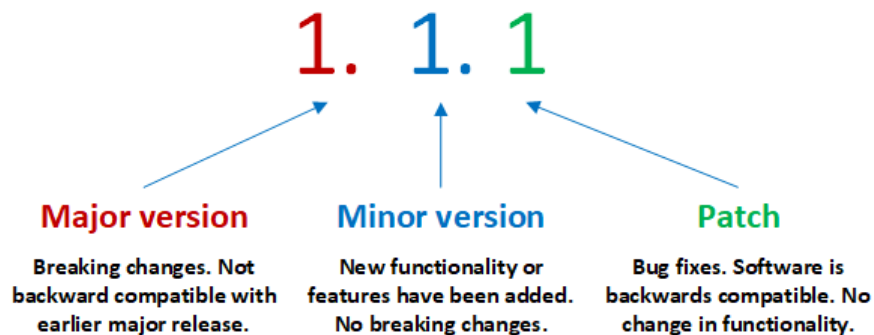 1. 1. 1
Major version
Breaking changes. Not
backward compatible with
earlier major release.
Minor version
New functionality or
features have been added.
No breaking changes.
Patch
Bug fixes. Software is
backwards compatible. No
change in functionality.